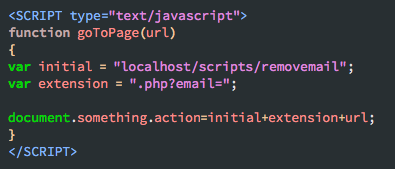 <SCRIPT type="text/javascript">
function goToPage(url)
{
var initial = "localhost/scripts/removemail";
var extension = ".php?email=";
document.something.action=initial+extension+url;
}
</SCRIPT>